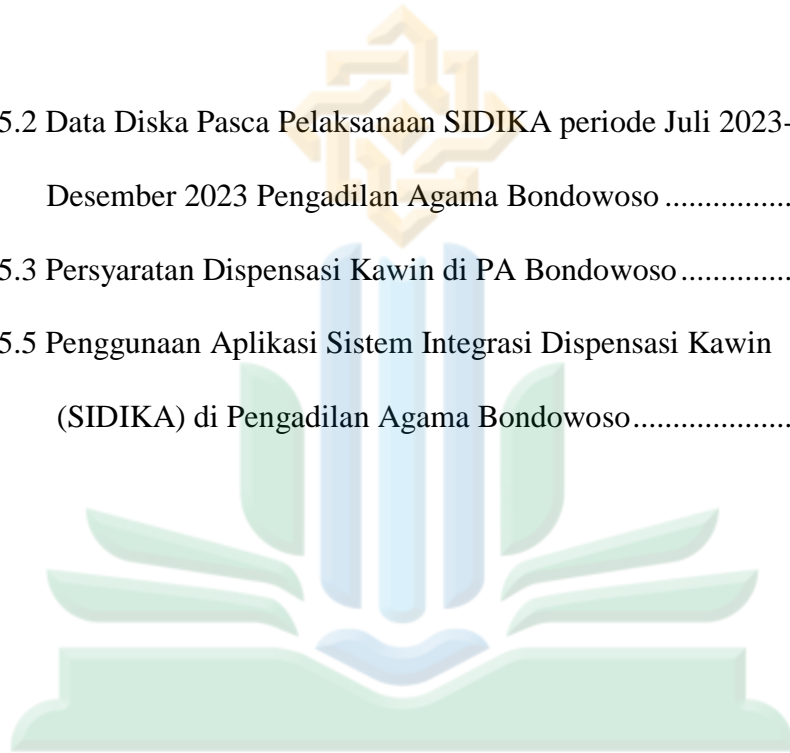 5.2 Data Diska Pasca Pelaksanaan SIDIKA periode Juli 2023-
Desember 2023 Pengadilan Agama Bondowoso ................
5.3 Persyaratan Dispensasi Kawin di PA Bondowoso ..............
5.5 Penggunaan Aplikasi Sistem Integrasi Dispensasi Kawin
(SIDIKA) di Pengadilan Agama Bondowoso ....................